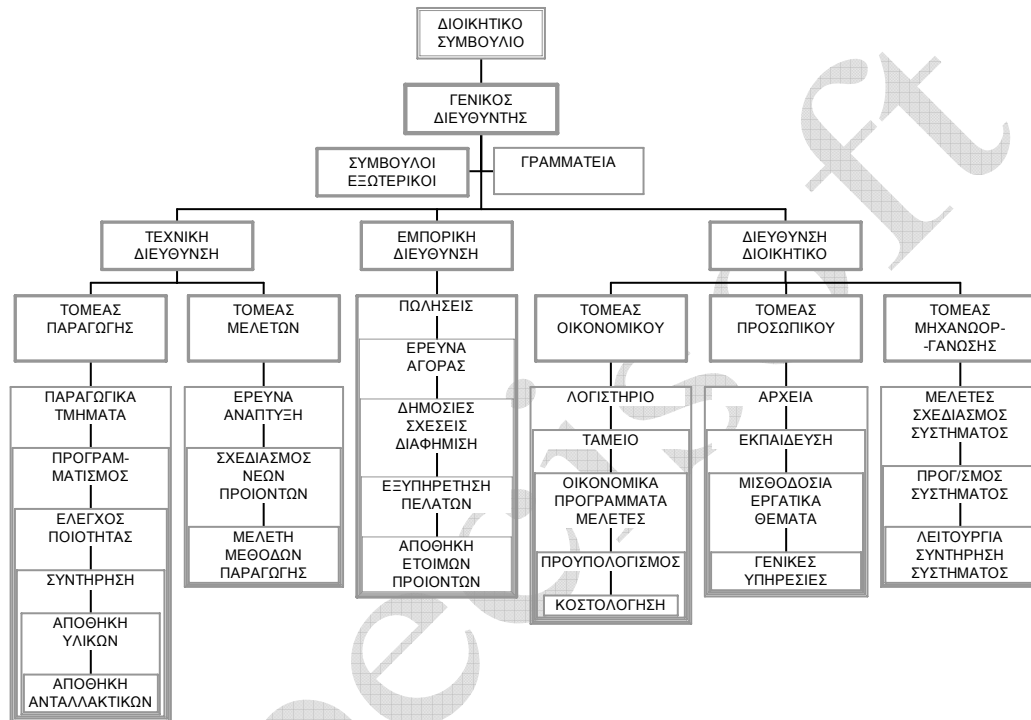 ΔΙΟΙΚΗΤΙΚΟ
ΣΥΜΒΟΥΛΙΟ
ΓΕΝΙΚΟΣ
ΔΙΕΥΘΥΝΤΗΣ
ΣΥΜΒΟΥΛΟΙ
ΕΞΩΤΕΡΙΚΟΙ
ΓΡΑΜΜΑΤΕΙΑ
ΤΕΧΝΙΚΗ
ΔΙΕΥΘΥΝΣΗ
ΕΜΠΟΡΙΚΗ
ΔΙΕΥΘΥΝΣΗ
ΔΙΕΥΘΥΝΣΗ
ΔΙΟΙΚΗΤΙΚΟ
ΤΟΜΕΑΣ
ΠΑΡΑΓΩΓΗΣ
ΤΟΜΕΑΣ
ΜΕΛΕΤΩΝ
ΤΟΜΕΑΣ
ΟΙΚΟΝΟΜΙΚΟΥ
ΤΟΜΕΑΣ
ΠΡΟΣΩΠΙΚΟΥ
ΤΟΜΕΑΣ
ΜΗΧΑΝΩΟΡ-
-ΓΑΝΩΣΗΣ
ΠΑΡΑΓΩΓΙΚΑ
ΤΜΗΜΑΤΑ
ΠΡΟΓΡΑΜ-
ΜΑΤΙΣΜΟΣ
ΕΛΕΓΧΟΣ
ΠΟΙΟΤΗΤΑΣ
ΣΥΝΤΗΡΗΣΗ
ΑΠΟΘΗΚΗ
ΥΛΙΚΩΝ
ΑΠΟΘΗΚΗ
ΑΝΤΑΛΛΑΚΤΙΚΩΝ
ΕΡΕΥΝΑ
ΑΝΑΠΤΥΞΗ
ΣΧΕΔΙΑΣΜΟΣ
ΝΕΩΝ
ΠΡΟΙΟΝΤΩΝ
ΜΕΛΕΤΗ
ΜΕΘΟΔΩΝ
ΠΑΡΑΓΩΓΗΣ
ΠΩΛΗΣΕΙΣ
ΕΡΕΥΝΑ
ΑΓΟΡΑΣ
ΔΗΜΟΣΙΕΣ
ΣΧΕΣΕΙΣ
ΔΙΑΦΗΜΙΣΗ
ΕΞΥΠΗΡΕΤΗΣΗ
ΠΕΛΑΤΩΝ
ΑΠΟΘΗΚΗ
ΕΤΟΙΜΩΝ
ΠΡΟΙΟΝΤΩΝ
ΛΟΓΙΣΤΗΡΙΟ
ΤΑΜΕΙΟ
ΟΙΚΟΝΟΜΙΚΑ
ΠΡΟΓΡΑΜΜΑΤΑ
ΜΕΛΕΤΕΣ
ΠΡΟΥΠΟΛΟΓΙΣΜΟΣ
ΚΟΣΤΟΛΟΓΗΣΗ
ΑΡΧΕΙΑ
ΕΚΠΑΙΔΕΥΣΗ
ΜΙΣΘΟΔΟΣΙΑ
ΕΡΓΑΤΙΚΑ
ΘΕΜΑΤΑ
ΓΕΝΙΚΕΣ
ΥΠΗΡΕΣΙΕΣ
ΜΕΛΕΤΕΣ
ΣΧΕΔΙΑΣΜΟΣ
ΣΥΣΤΗΜΑΤΟΣ
ΠΡΟΓ/ΣΜΟΣ
ΣΥΣΤΗΜΑΤΟΣ
ΛΕΙΤΟΥΡΓΙΑ
ΣΥΝΤΗΡΗΣΗ
ΣΥΣΤΗΜΑΤΟΣ